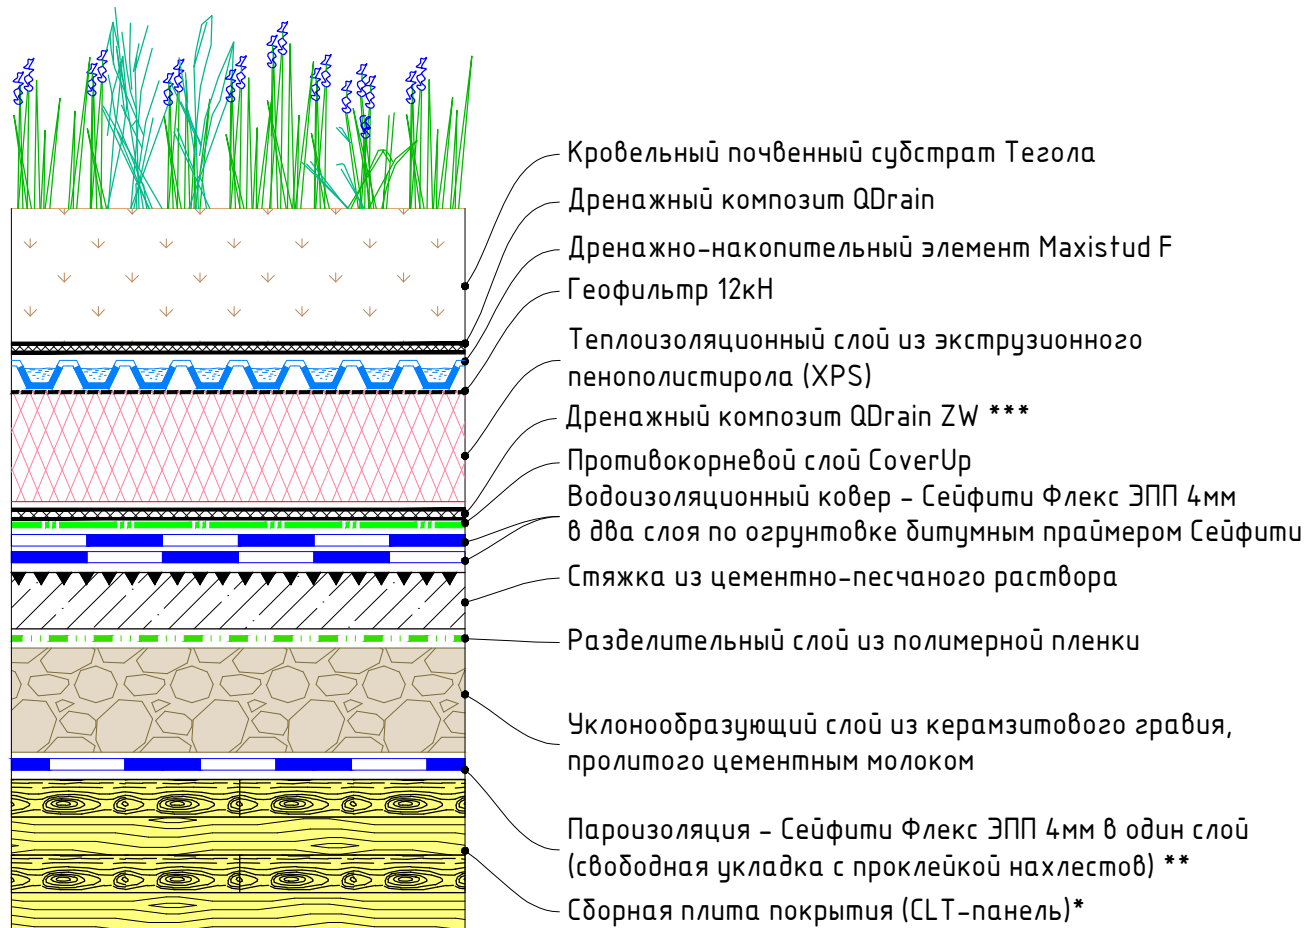 Кровельный почвенный субстрат Тегола
Дренажный композит QDrain
Дренажно-накопительный элемент Maxistud F
Геофильтр 12кН
Теплоизоляционный слой из экструзионного
пенополистирола (XPS)
Дренажный композит QDrain ZW ***
Противокорневой слой CoverUp
Водоизоляционный ковер - Сейфити Флекс ЭПП 4мм
в два слоя по огрунтовке битумным праймером Сейфити
Стяжка из цементно-песчаного раствора
Разделительный слой из полимерной пленки
Уклонообразующий слой из керамзитового гравия,
пролитого цементным молоком
Пароизоляция - Сейфити Флекс ЭПП 4мм в один слой
(свободная укладка с проклейкой нахлестов) **
Сборная плита покрытия (CLT-панель)*